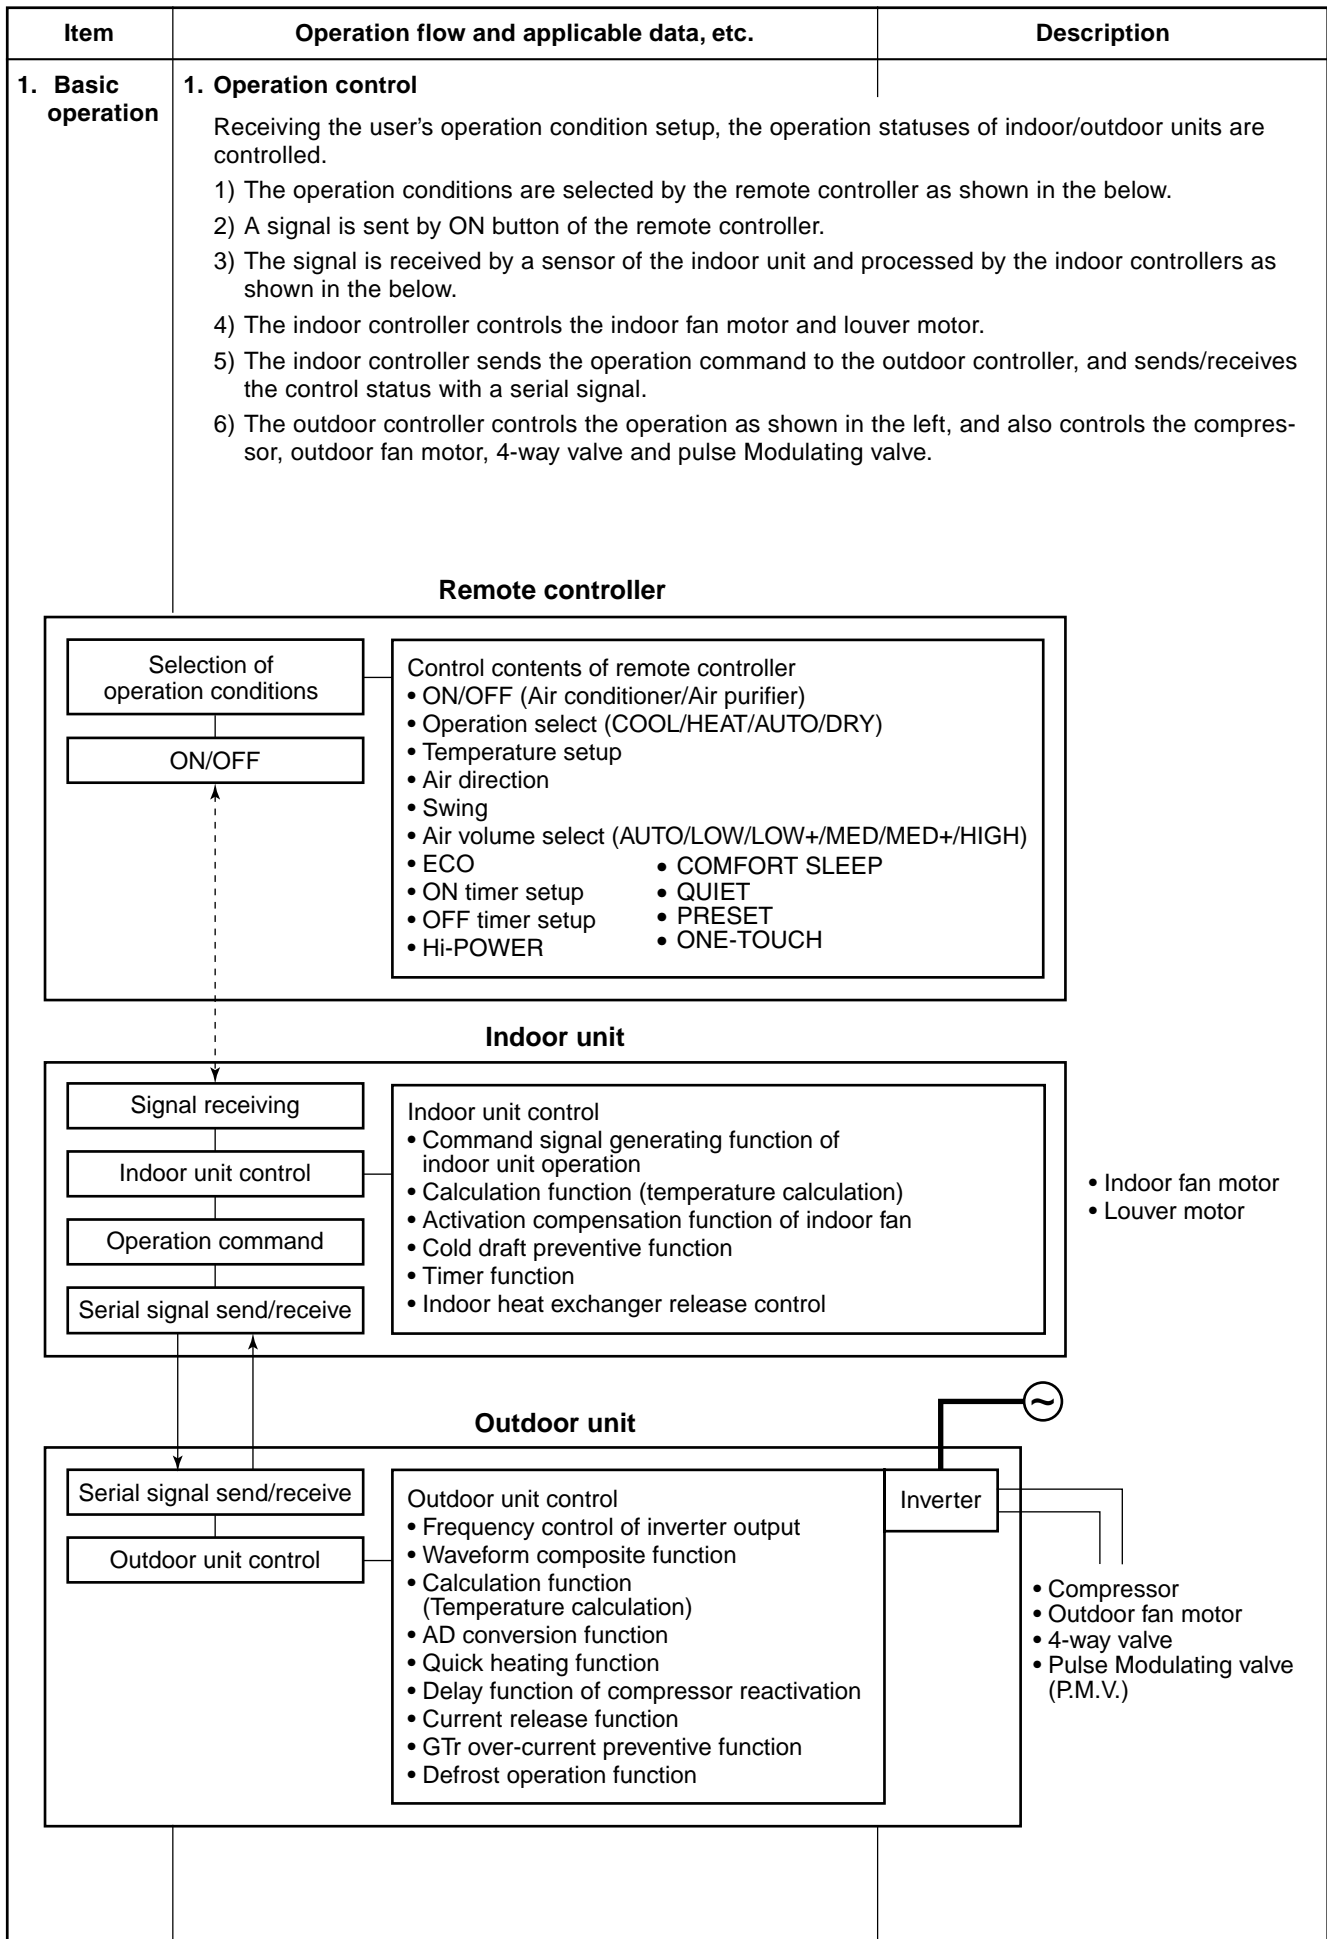 Item
Operation flow and applicable data, etc.
Description
1. Basic
operation
1. Operation control
Receiving the user's operation condition setup, the operation statuses of indoor/outdoor units are
controlled.
1) The operation conditions are selected by the remote controller as shown in the below.
2) A signal is sent by ON button of the remote controller.
3) The signal is received by a sensor of the indoor unit and processed by the indoor controllers as
shown in the below.
4) The indoor controller controls the indoor fan motor and louver motor.
5) The indoor controller sends the operation command to the outdoor controller, and sends/receives
the control status with a serial signal.
6) The outdoor controller controls the operation as shown in the left, and also controls the compres-
sor, outdoor fan motor, 4-way valve and pulse Modulating valve.
Remote controller
Selection of
operation conditions
ON/OFF
Control contents of remote controller
• ON/OFF (Air conditioner/Air purifier)
• Operation select (COOL/HEAT/AUTO/DRY)
• Temperature setup
• Air direction
• Swing
• Air volume select (AUTO/LOW/LOW+/MED/MED+/HIGH)
• ECO
• ON timer setup
• OFF timer setup
• Hi-POWER
• COMFORT SLEEP
• QUIET
• PRESET
• ONE-TOUCH
Indoor unit
Signal receiving
Indoor unit control
Operation command
Serial signal send/receive
Indoor unit control
• Command signal generating function of
indoor unit operation
• Calculation function (temperature calculation)
• Activation compensation function of indoor fan
• Cold draft preventive function
• Timer function
• Indoor heat exchanger release control
• Indoor fan motor
• Louver motor
Outdoor unit
~
Serial signal send/receive
Outdoor unit control
Outdoor unit control
• Frequency control of inverter output
• Waveform composite function
• Calculation function
(Temperature calculation)
• AD conversion function
• Quick heating function
• Delay function of compressor reactivation
• Current release function
• GTr over-current preventive function
• Defrost operation function
Inverter
• Compressor
• Outdoor fan motor
• 4-way valve
• Pulse Modulating valve
(P.M.V.)